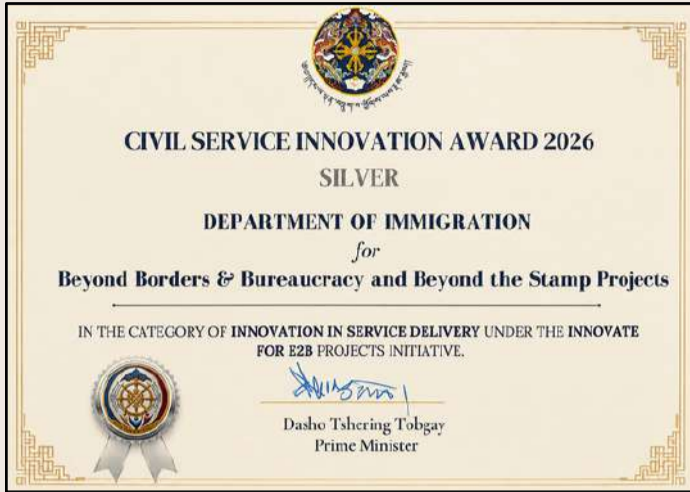 CIVIL SERVICE INNOVATION AWARD 2026
SILVER
DEPARTMENT OF IMMIGRATION
for
Beyond Borders & Bureaucracy and Beyond the Stamp Projects
IN THE CATEGORY OF INNOVATION IN SERVICE DELIVERY UNDER THE INNOVATE
FOR E2B PROJECTS INITIATIVE.
Dasho Tshering Tobgay
Prime Minister